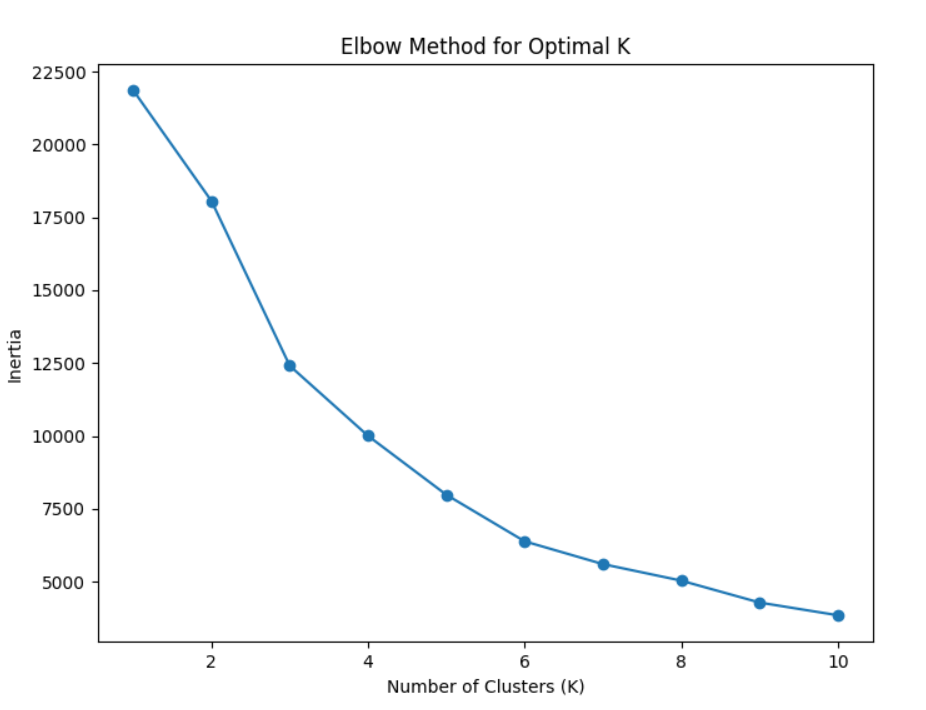 Elbow Method for Optimal K
22500
20000
17500
15000
12500
10000
7500
5000
Inertia
2 4 6 8 10
Number of Clusters (K)